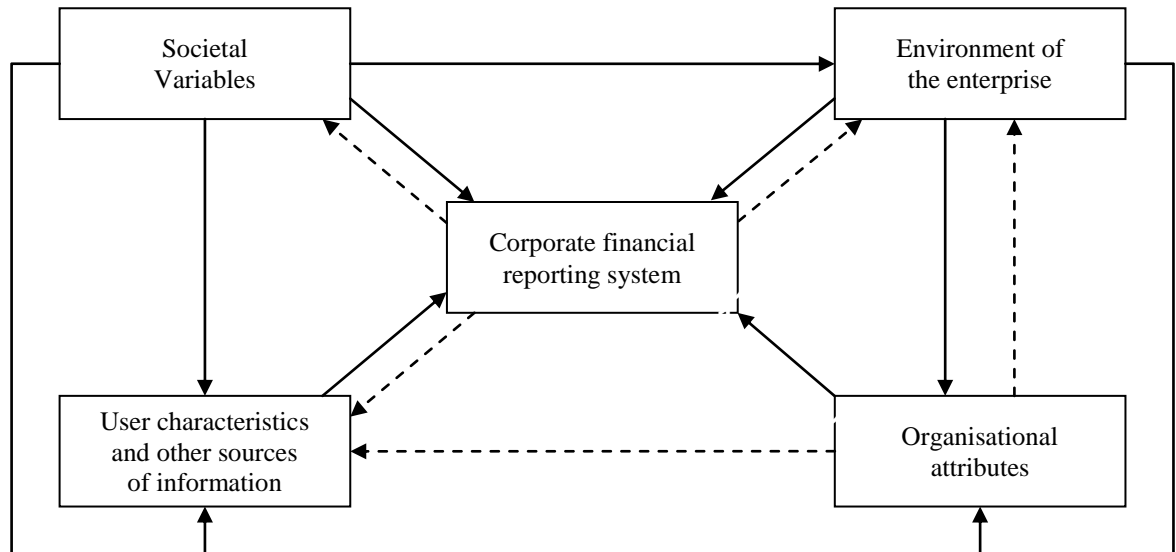 Societal
Variables
Environment of
the enterprise
Corporate financial
reporting system
User characteristics
and other sources
of information
Organisational
attributes